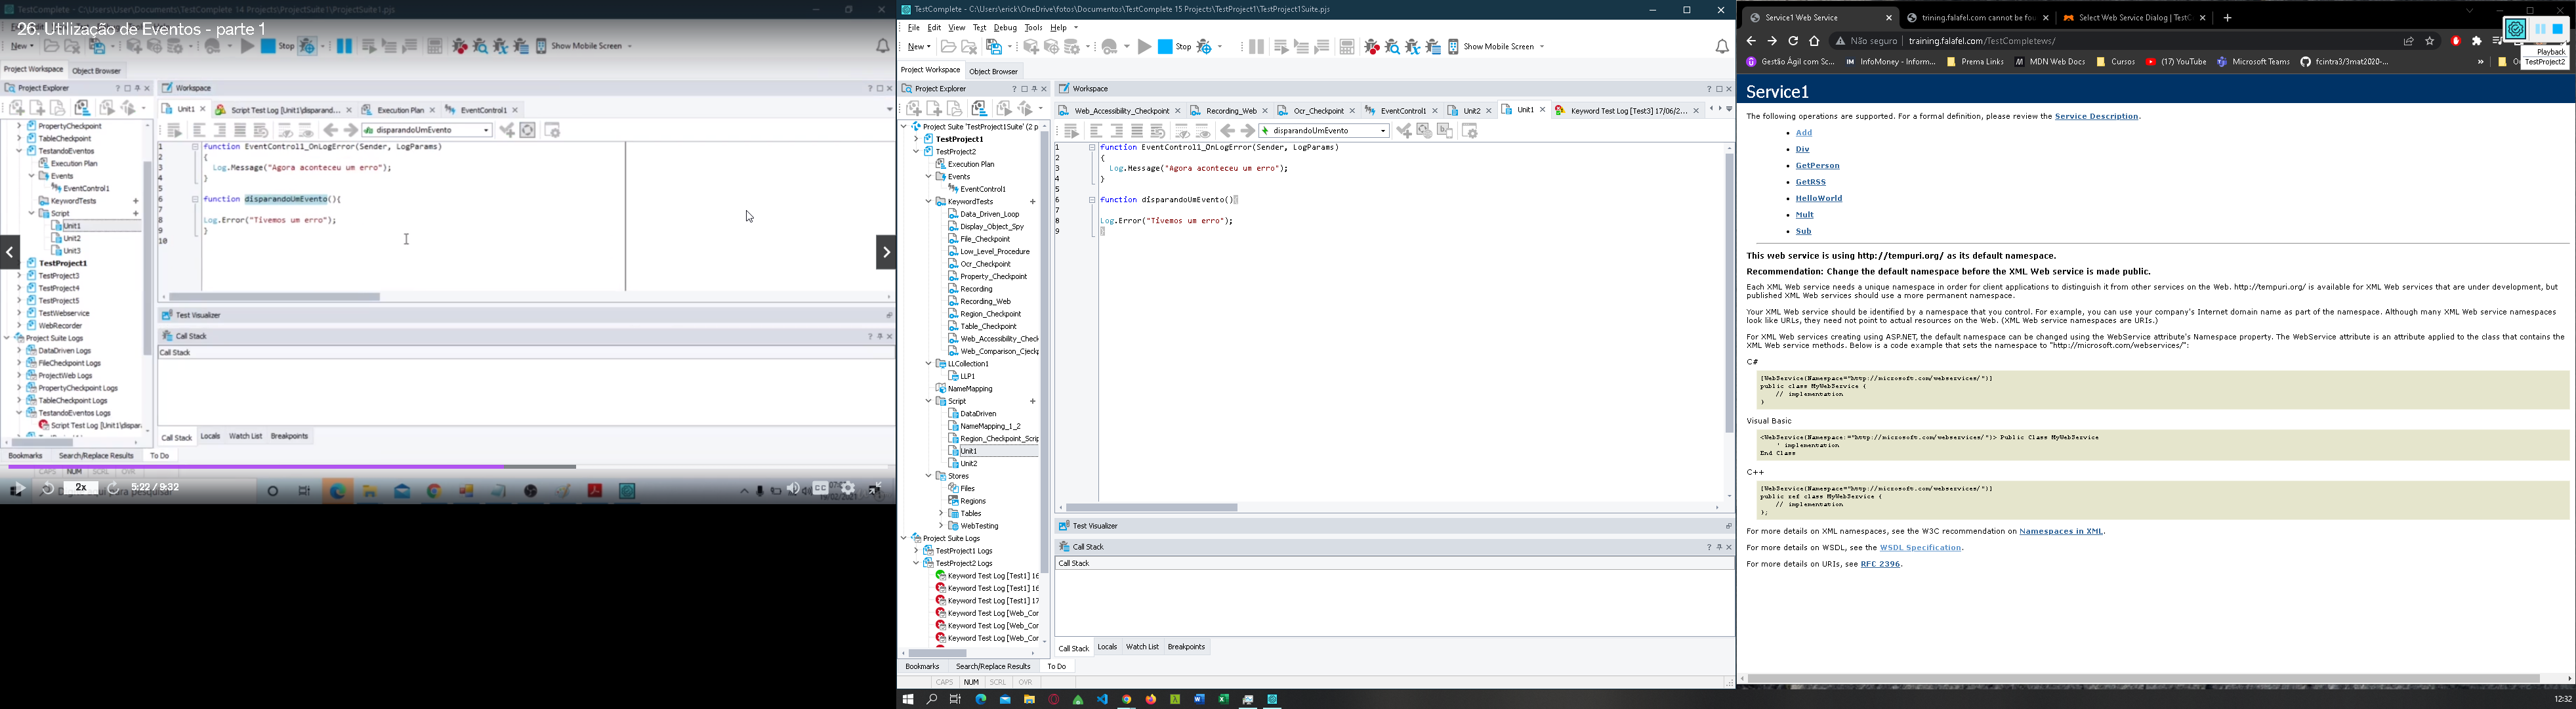 TestComplete - C:\Users\User\Documents\TestComplete 14 Projects\ProjectSuite1\ProjectSuite1.pjs
26. Utilização de Eventos - parte 1
New
Stop
Show Mobile Screen
Project Workspace
Object Browser
Project Explorer
Workspace
Unit1
Script Test Log [Unit1\disparand...
Execution Plan
EventControl1
disparandoUmEvento
PropertyCheckpoint
TableCheckpoint
TestandoEventos
Execution Plan
Events
EventControl1
KeywordTests
Script
Unit1
Unit2
Unit3
TestProject1
TestProject3
TestProject4
TestProject5
TestWebservice
WebRecorder
Project Suite Logs
DataDriven Logs
FileCheckpoint Logs
ProjectWeb Logs
PropertyCheckpoint Logs
TableCheckpoint Logs
TestandoEventos Logs
Script Test Log [Unit1\dispar
1 function EventControl1_OnLogError(Sender, LogParams)
2 {
3 Log.Message("Agora aconteceu um erro");
4 }
5
6 function disparandoUmEvento(){
7
8 Log.Error("Tivemos um erro");
9 }
10
Test Visualizer
Call Stack
Call Stack
Call Stack Locals Watch List Breakpoints
Bookmarks Search/Replace Results To Do
CAPS NUM SCRL OVR
2x
5:22 / 9:32
CC
TestComplete - C:\Users\erick\OneDrive\fotos\Documentos\TestComplete 15 Projects\TestProject1\TestProject1Suite.pjs
File Edit View Test Debug Tools Help
New
Stop
Show Mobile Screen
Project Workspace
Object Browser
Project Explorer
Workspace
Web_Accessibility_Checkpoint
Recording_Web
Ocr_Checkpoint
EventControl1
Unit2
Unit1
Keyword Test Log [Test3] 17/06/2...
disparandoUmEvento
Project Suite 'TestProject1Suite' (2 p
TestProject1
TestProject2
Execution Plan
Events
EventControl1
KeywordTests
Data_Driven_Loop
Display_Object_Spy
File_Checkpoint
Low_Level_Procedure
Ocr_Checkpoint
Property_Checkpoint
Recording
Recording_Web
Region_Checkpoint
Table_Checkpoint
Web_Accessibility_Check
Web_Comparison_Cjeckp
LLCollection1
LLP1
NameMapping
Script
DataDriven
NameMapping_1_2
Region_Checkpoint_Scrip
Unit1
Unit2
Stores
Files
Regions
Tables
WebTesting
Project Suite Logs
TestProject1 Logs
TestProject2 Logs
Keyword Test Log [Test1] 16
Keyword Test Log [Test1] 16
Keyword Test Log [Test1] 17
Keyword Test Log [Web_Cor
Keyword Test Log [Web_Cor
Keyword Test Log [Web_Cor
1 function EventControl1_OnLogError(Sender, LogParams)
2 {
3 Log.Message("Agora aconteceu um erro");
4 }
5
6 function disparandoUmEvento(){
7
8 Log.Error("Tivemos um erro");
9 }
Test Visualizer
Call Stack
Call Stack
Call Stack Locals Watch List Breakpoints
Bookmarks Search/Replace Results To Do
CAPS NUM SCRL OVR
Service1 Web Service
trining.falafel.com cannot be fou
Select Web Service Dialog | TestC
Não seguro | training.falafel.com/TestCompletews/
Playback
TestProject2
Gestão Ágil com Sc...
InfoMoney - Inform...
Prema Links
MDN Web Docs
Cursos
(17) YouTube
Microsoft Teams
fcintra3/3mat2020-...
Service1
The following operations are supported. For a formal definition, please review the Service Description.
Add
Div
GetPerson
GetRSS
HelloWorld
Mult
Sub
This web service is using http://tempuri.org/ as its default namespace.
Recommendation: Change the default namespace before the XML Web service is made public.
Each XML Web service needs a unique namespace in order for client applications to distinguish it from other services on the Web. http://tempuri.org/ is available for XML Web services that are under development, but
published XML Web services should use a more permanent namespace.
Your XML Web service should be identified by a namespace that you control. For example, you can use your company's Internet domain name as part of the namespace. Although many XML Web service namespaces
look like URLs, they need not point to actual resources on the Web. (XML Web service namespaces are URIs.)
For XML Web services creating using ASP.NET, the default namespace can be changed using the WebService attribute's Namespace property. The WebService attribute is an attribute applied to the class that contains the
XML Web service methods. Below is a code example that sets the namespace to "http://microsoft.com/webservices/":
C#
[WebService(Namespace="http://microsoft.com/webservices/")]
public class MyWebService {
// implementation
}
Visual Basic
<WebService(Namespace:="http://microsoft.com/webservices/")> Public Class MyWebService
' implementation
End Class
C++
[WebService(Namespace="http://microsoft.com/webservices/")]
public ref class MyWebService {
// implementation
};
For more details on XML namespaces, see the W3C recommendation on Namespaces in XML.
For more details on WSDL, see the WSDL Specification.
For more details on URIs, see RFC 2396.
12:32